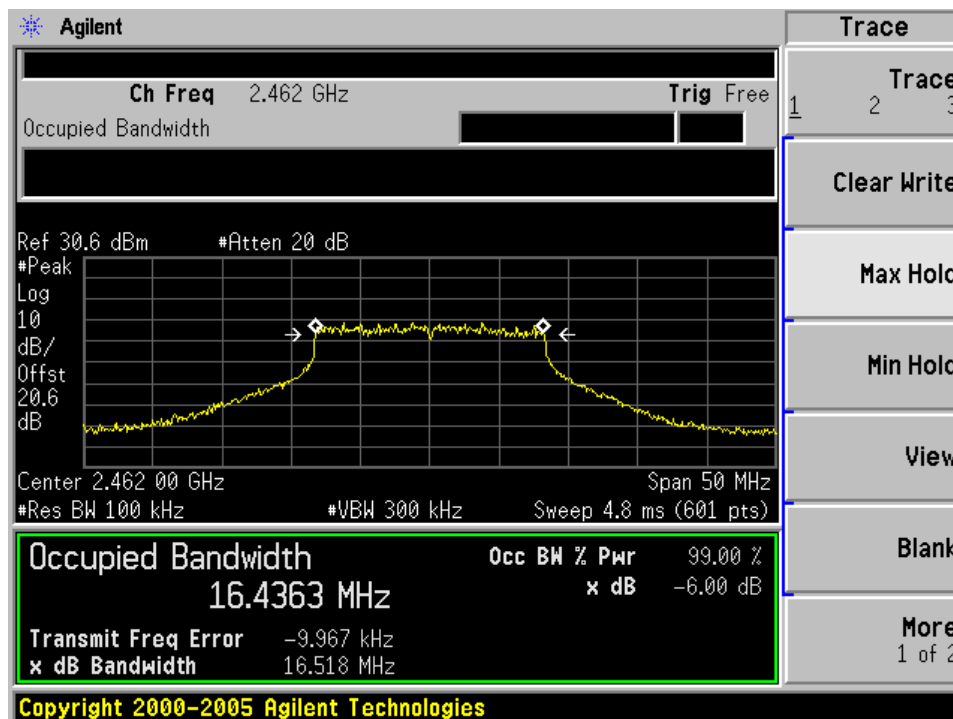 Agilent
Trace
Ch Freq 2.462 GHz Trig Free
Occupied Bandwidth
Trace
1 2 3
Clear Write
Max Hold
Min Hold
View
Blank
More
1 of 2
Ref 30.6 dBm #Atten 20 dB
#Peak
Log
10
dB/
Offst
20.6
dB
Center 2.462 00 GHz Span 50 MHz
#Res BW 100 kHz #VBW 300 kHz Sweep 4.8 ms (601 pts)
Occupied Bandwidth
16.4363 MHz
Occ BW % Pwr 99.00 %
x dB -6.00 dB
Transmit Freq Error -9.967 kHz
x dB Bandwidth 16.518 MHz
Copyright 2000-2005 Agilent Technologies